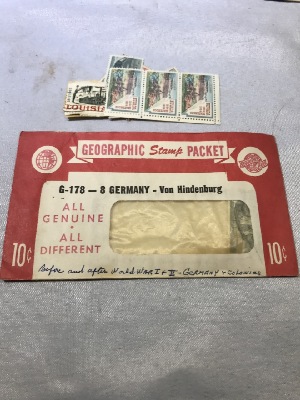 LOUISI
GEOGRAPHIC Stamp PACKET
G-178 — 8 GERMANY - Von Hindenburg
ALL
GENUINE
•
ALL
DIFFERENT
10¢ 10¢
Before and after World War I + II - GERMANY + Colonies